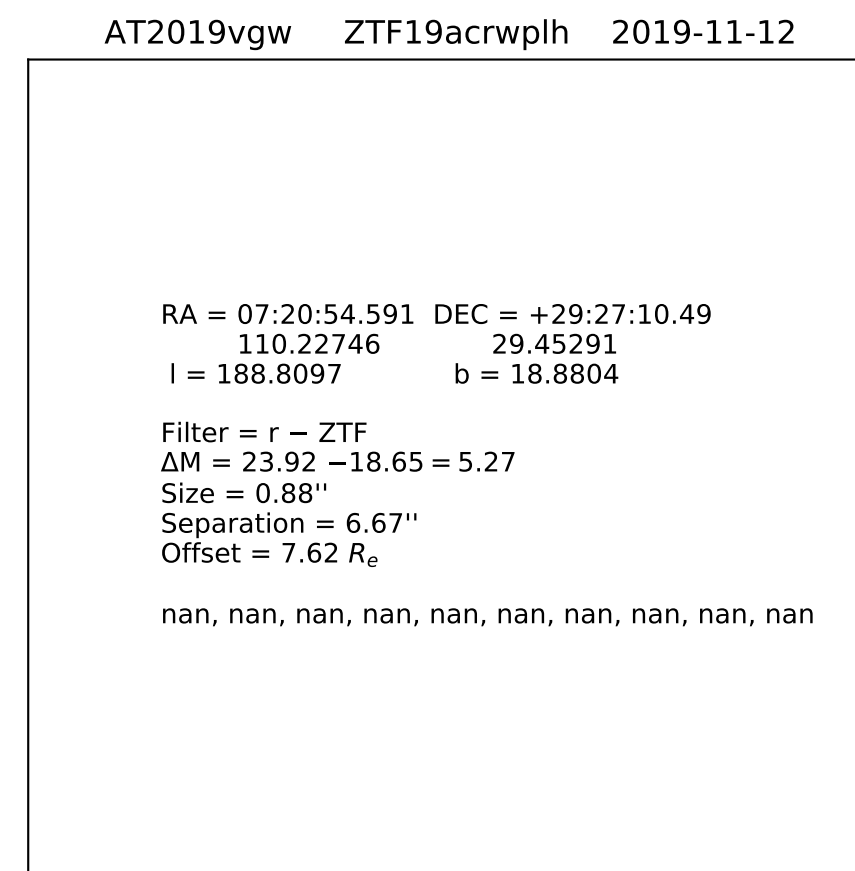 AT2019vgw ZTF19acrwplh 2019-11-12
RA = 07:20:54.591 DEC = +29:27:10.49
110.22746 29.45291
l = 188.8097 b = 18.8804
Filter = r − ZTF
ΔM = 23.92 −18.65 = 5.27
Size = 0.88''
Separation = 6.67''
Offset = 7.62 Re
nan, nan, nan, nan, nan, nan, nan, nan, nan, nan